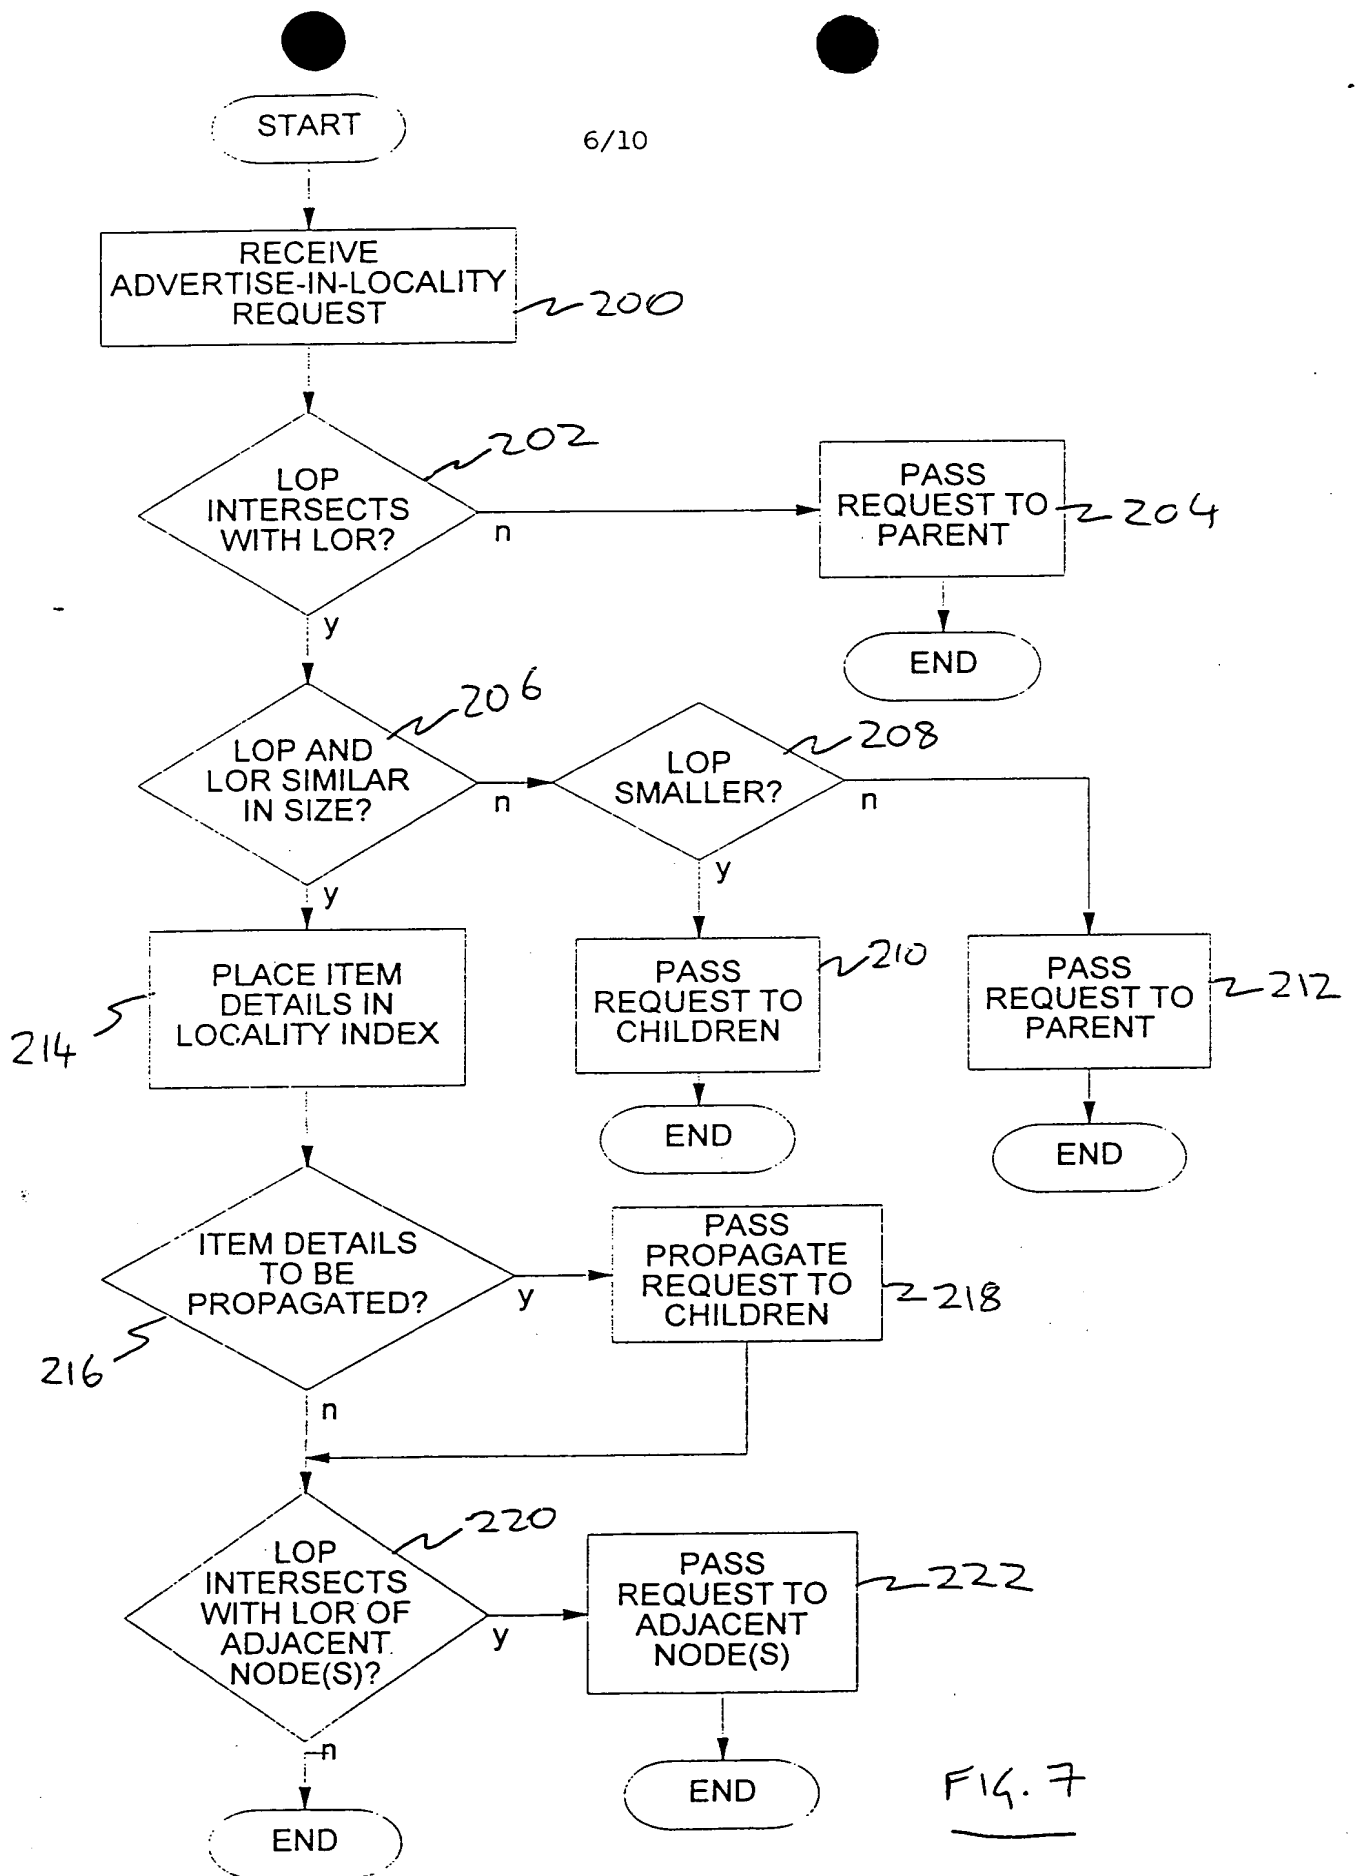 START
6/10
RECEIVE
ADVERTISE-IN-LOCALITY
REQUEST
200
LOP
INTERSECTS
WITH LOR?
202
n
y
PASS
REQUEST TO
PARENT
204
END
LOP AND
LOR SIMILAR
IN SIZE?
206
n
y
LOP
SMALLER?
208
n
y
PLACE ITEM
DETAILS IN
LOCALITY INDEX
214
PASS
REQUEST TO
CHILDREN
210
END
PASS
REQUEST TO
PARENT
212
END
ITEM DETAILS
TO BE
PROPAGATED?
216
y
n
PASS
PROPAGATE
REQUEST TO
CHILDREN
218
LOP
INTERSECTS
WITH LOR OF
ADJACENT
NODE(S)?
220
y
n
PASS
REQUEST TO
ADJACENT
NODE(S)
222
END
END
FIG. 7